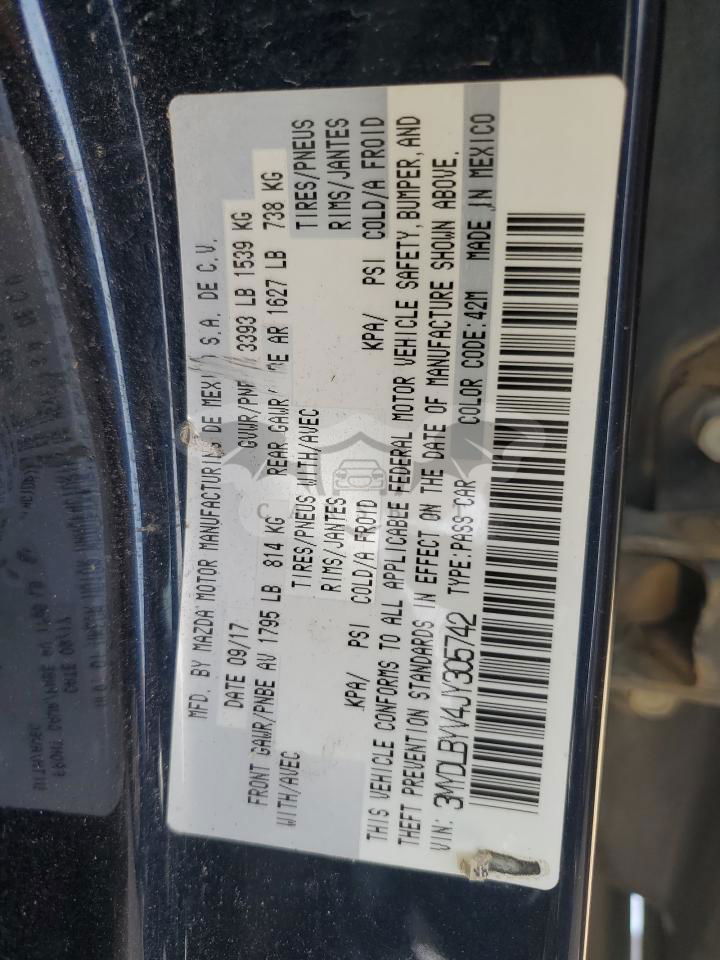 MFD. BY MAZDA MOTOR MANUFACTURING DE MEXICO S.A. DE C.V.
DATE 09/17 GVWR/PNB 3393 LB 1539 KG
FRONT GAWR/PNBE AV 1795 LB 814 KG REAR GAWR AR 1627 LB 738 KG
WITH/AVEC TIRES/PNEUS WITH/AVEC TIRES/PNEUS
RIMS/JANTES RIMS/JANTES
KPA/ PSI COLD/A FROID KPA/ PSI COLD/A FROID
THIS VEHICLE CONFORMS TO ALL APPLICABLE FEDERAL MOTOR VEHICLE SAFETY, BUMPER, AND
THEFT PREVENTION STANDARDS IN EFFECT ON THE DATE OF MANUFACTURE SHOWN ABOVE.
VIN: 3MYDLBYV4JY305742 TYPE:PASS CAR COLOR CODE:42M MADE IN MEXICO